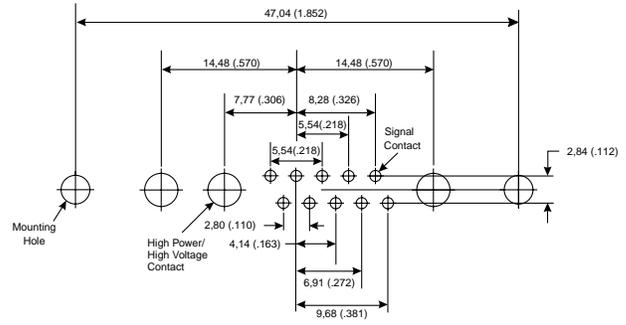 47,04 (1.852)
14,48 (.570)
14,48 (.570)
7,77 (.306)
8,28 (.326)
5,54(.218)
Signal
Contact
5,54(.218)
2,84 (.112)
Mounting
Hole
2,80 (.110)
High Power/
High Voltage
Contact
4,14 (.163)
6,91 (.272)
9,68 (.381)